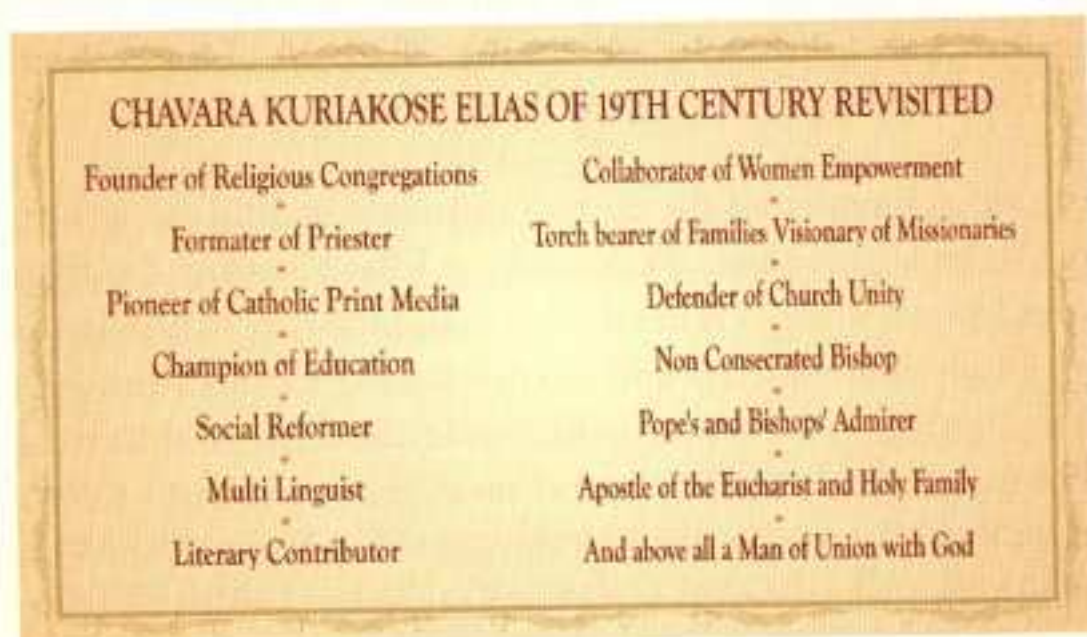 CHAVARA KURIAKOSE ELIAS OF 19TH CENTURY REVISITED
Founder of Religious Congregations
Formater of Priester
Pioneer of Catholic Print Media
Champion of Education
Social Reformer
Multi Linguist
Literary Contributor
Collaborator of Women Empowerment
Torch bearer of Families Visionary of Missionaries
Defender of Church Unity
Non Consecrated Bishop
Pope's and Bishops' Admirer
Apostle of the Eucharist and Holy Family
And above all a Man of Union with God